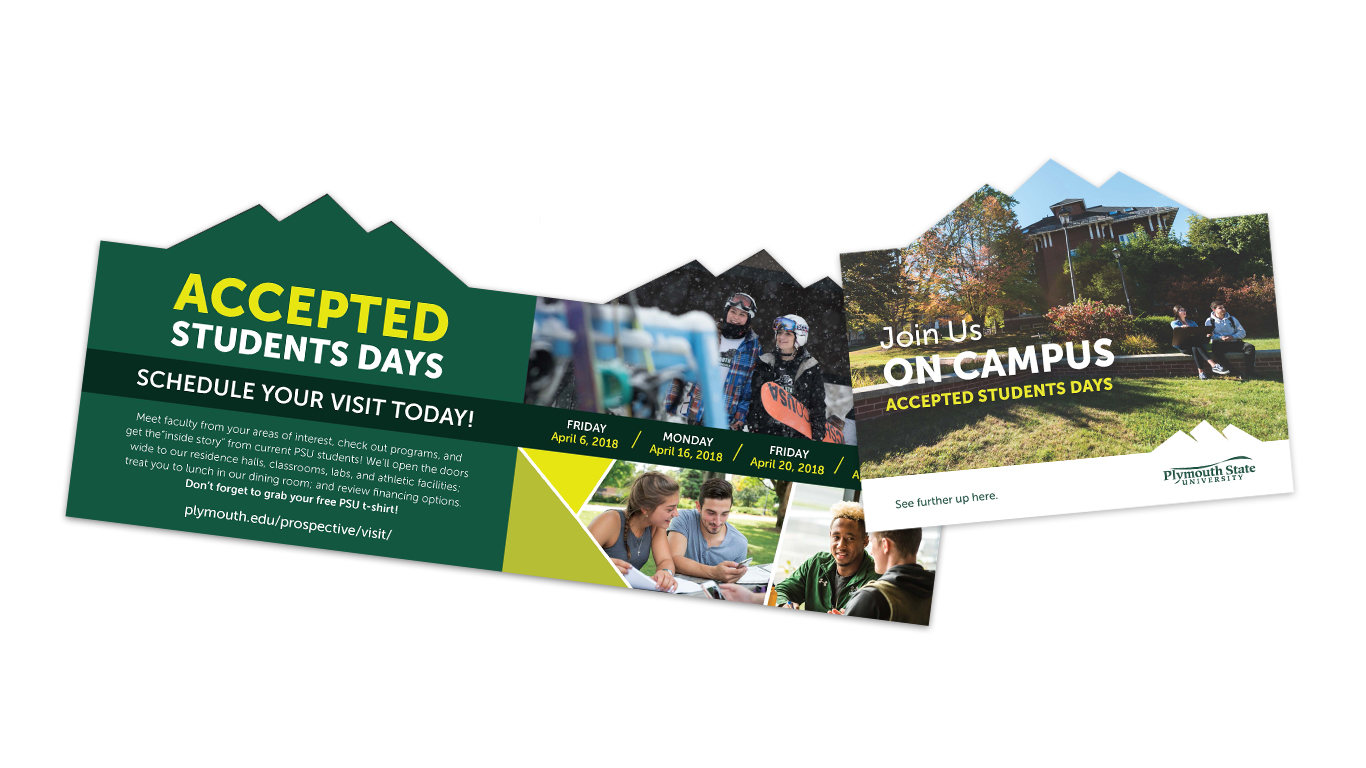 ACCEPTED
STUDENTS DAYS
SCHEDULE YOUR VISIT TODAY!
Meet faculty from your areas of interest, check out programs, and
get the "inside story" from current PSU students! We'll open the doors
wide to our residence halls, classrooms, labs, and athletic facilities;
treat you to lunch in our dining room; and review financing options.
Don't forget to grab your free PSU t-shirt!
plymouth.edu/prospective/visit/
FRIDAY
April 6, 2018
/
MONDAY
April 16, 2018
/
FRIDAY
April 20, 2018
/
Join Us
ON CAMPUS
ACCEPTED STUDENTS DAYS
See further up here.
Plymouth State
UNIVERSITY